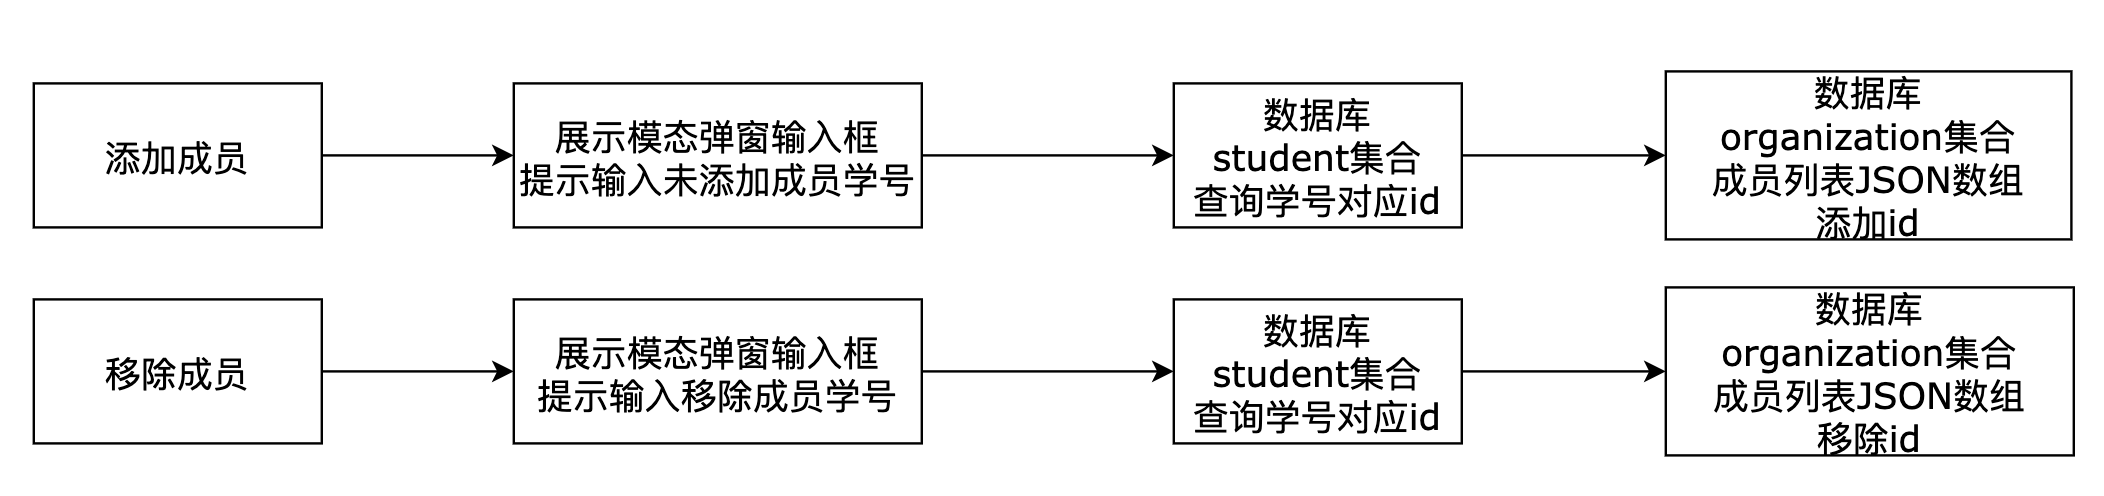 添加成员
展示模态弹窗输入框
提示输入未添加成员学号
数据库
student集合
查询学号对应id
数据库
organization集合
成员列表JSON数组
添加id
移除成员
展示模态弹窗输入框
提示输入移除成员学号
数据库
student集合
查询学号对应id
数据库
organization集合
成员列表JSON数组
移除id